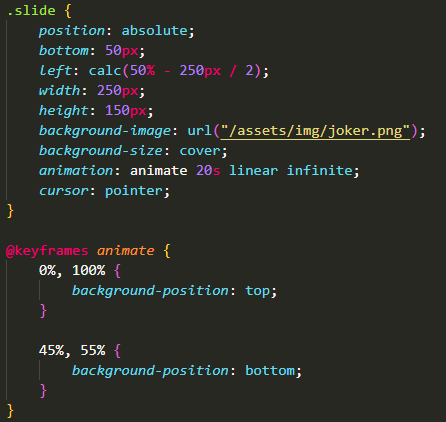 .slide {
    position: absolute;
    bottom: 50px;
    left: calc(50% - 250px / 2);
    width: 250px;
    height: 150px;
    background-image: url("/assets/img/joker.png");
    background-size: cover;
    animation: animate 20s linear infinite;
    cursor: pointer;
}

@keyframes animate {
    0%, 100% {
        background-position: top;
    }

    45%, 55% {
        background-position: bottom;
    }
}